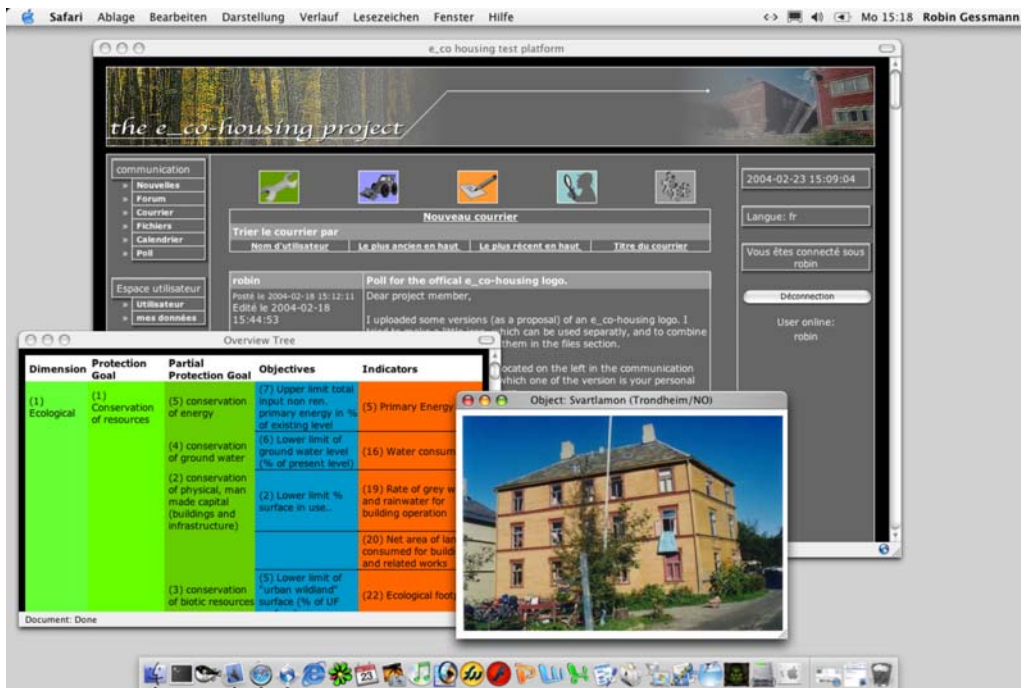 Safari Ablage Bearbeiten Darstellung Verlauf Lesezeichen Fenster Hilfe Mo 15:18 Robin Gessmann
e_co housing test platform
the e_co-housing project
communication
» Nouvelles
» Forum
» Courrier
» Fichiers
» Calendrier
» Poll
Espace utilisateur
» Utilisateur
» mes données
Nouveau courrier
Trier le courrier par
Nom d'utilisateur Le plus ancien en haut Le plus récent en haut Titre du courrier
robin
Posté le 2004-02-18 15:12:11
Edité le 2004-02-18
15:44:53
Poll for the offical e_co-housing logo.
Dear project member,
I uploaded some versions (as a proposal) of an e_co-housing logo. I
which can be used separatly, and to combine
them in the files section.
ocated on the left in the communication
which one of the version is your personal
2004-02-23 15:09:04
Langue: fr
Vous êtes connecté sous
robin
Déconnection
User online:
robin
Overview Tree
Dimension
Protection
Goal
Partial
Protection Goal
Objectives
Indicators
(1)
Ecological
(1)
Conservation
of resources
(5) conservation
of energy
(7) Upper limit total
input non ren.
primary energy in %
of existing level
(5) Primary Energy
(4) conservation
of ground water
(6) Lower limit of
ground water level
(% of present level)
(16) Water consum
(2) conservation
of physical, man
made capital
(buildings and
infrastructure)
(2) Lower limit %
surface in use..
(19) Rate of grey w
and rainwater for
building operation
(20) Net area of lan
consumed for build
and related works
(3) conservation
of biotic resources
(5) Lower limit of
"urban wildland"
surface (% of UF
(22) Ecological foot
Document: Done
Object: Svartlamon (Trondheim/NO)
23